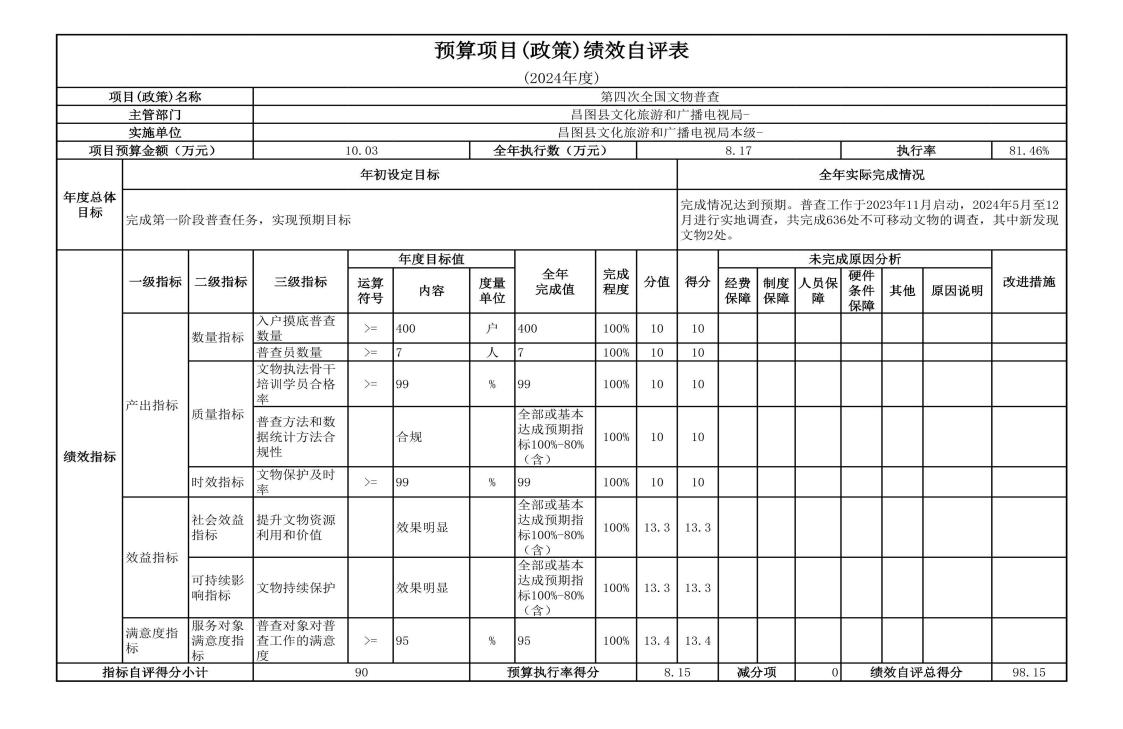 预算项目(政策)绩效自评表
(2024年度)
项目(政策)名称 第四次全国文物普查
主管部门 昌图县文化旅游和广播电视局-
实施单位 昌图县文化旅游和广播电视局本级-
项目预算金额（万元） 10.03 全年执行数（万元） 8.17 执行率 81.46%
年度总体
目标
年初设定目标 全年实际完成情况
完成第一阶段普查任务，实现预期目标
完成情况达到预期。普查工作于2023年11月启动，2024年5月至12
月进行实地调查，共完成636处不可移动文物的调查，其中新发现
文物2处。
绩效指标
一级指标 二级指标 三级指标
年度目标值
运算
符号
内容
度量
单位
全年
完成值
完成
程度
分值 得分
未完成原因分析
经费
保障
制度
保障
人员保
障
硬件
条件
保障
其他 原因说明
改进措施
产出指标
数量指标
入户摸底普查
数量
>= 400 户 400 100% 10 10
普查员数量 >= 7 人 7 100% 10 10
质量指标
文物执法骨干
培训学员合格
率
>= 99 % 99 100% 10 10
普查方法和数
据统计方法合
规性
合规
全部或基本
达成预期指
标100%-80%
（含）
100% 10 10
时效指标
文物保护及时
率
>= 99 % 99 100% 10 10
效益指标
社会效益
指标
提升文物资源
利用和价值
效果明显
全部或基本
达成预期指
标100%-80%
（含）
100% 13.3 13.3
可持续影
响指标
文物持续保护
效果明显
全部或基本
达成预期指
标100%-80%
（含）
100% 13.3 13.3
满意度指
标
服务对象
满意度指
标
普查对象对普
查工作的满意
度
>= 95 % 95 100% 13.4 13.4
指标自评得分小计 90 预算执行率得分 8.15 减分项 0 绩效自评总得分 98.15